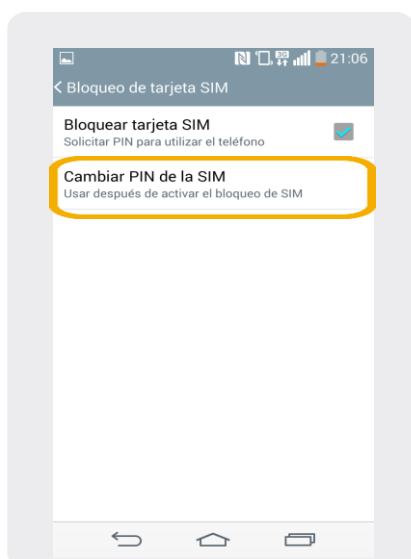 3G 21:06
Bloqueo de tarjeta SIM
Bloquear tarjeta SIM
Solicitar PIN para utilizar el teléfono
Cambiar PIN de la SIM
Usar después de activar el bloqueo de SIM